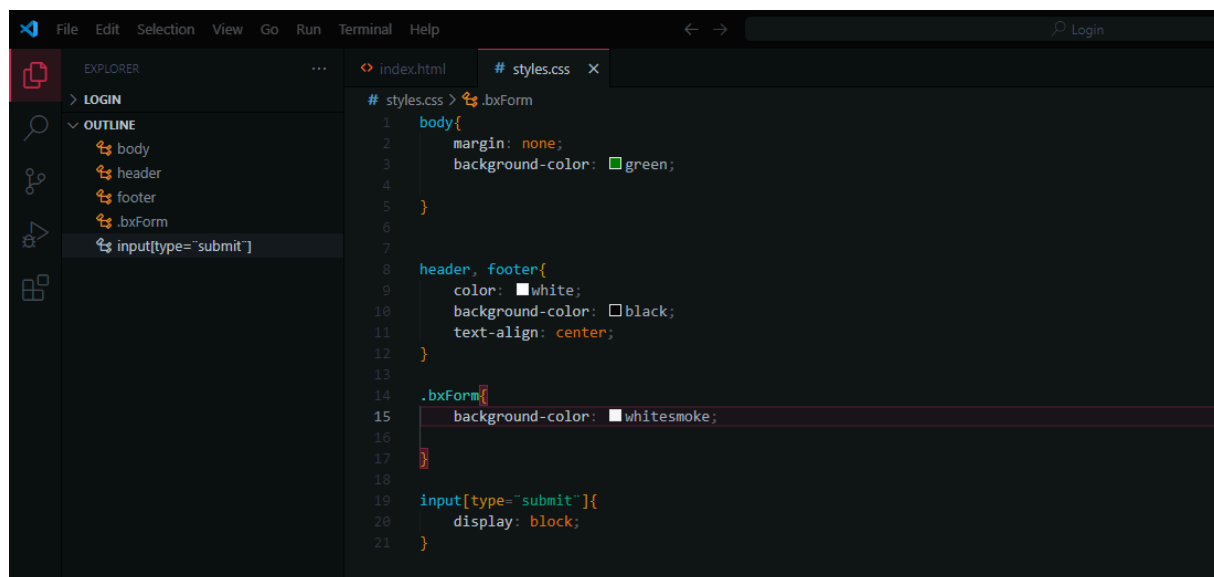 File Edit Selection View Go Run Terminal Help
Login
EXPLORER
LOGIN
OUTLINE
body
header
footer
.bxForm
input[type=¨submit¨]
index.html
# styles.css
# styles.css > .bxForm
1 body{
2 margin: none;
3 background-color: green;
4
5 }
6
7
8 header, footer{
9 color: white;
10 background-color: black;
11 text-align: center;
12 }
13
14 .bxForm{
15 background-color: whitesmoke;
16
17 }
18
19 input[type=¨submit¨]{
20 display: block;
21 }